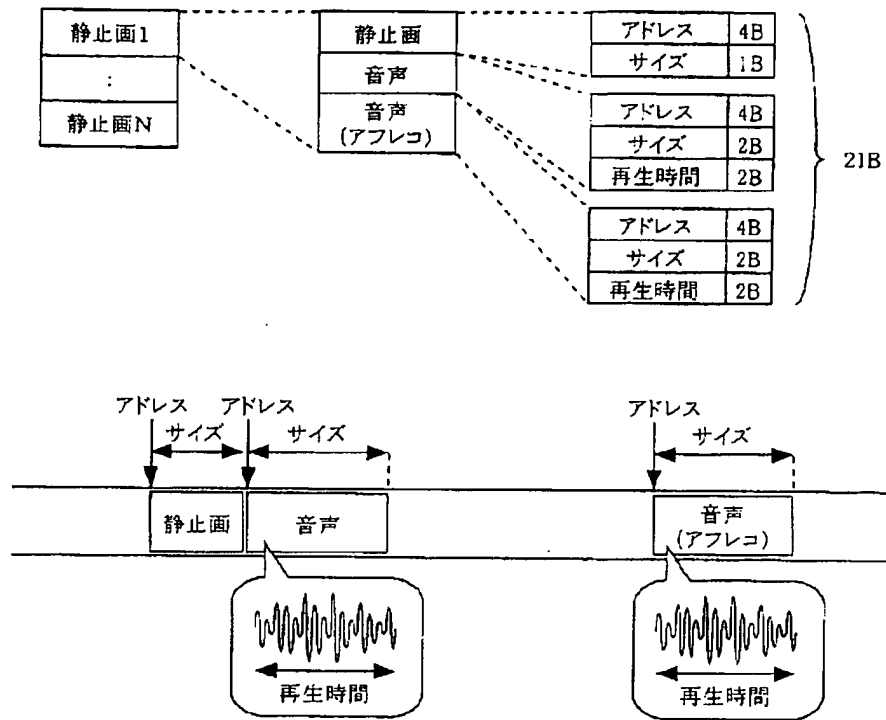 静止画1
:
静止画N
静止画
音声
音声
(アフレコ)
アドレス 4B
サイズ 1B
アドレス 4B
サイズ 2B
再生時間 2B
アドレス 4B
サイズ 2B
再生時間 2B
21B
アドレス アドレス アドレス
サイズ サイズ サイズ
静止画 音声 音声
(アフレコ)
再生時間 再生時間